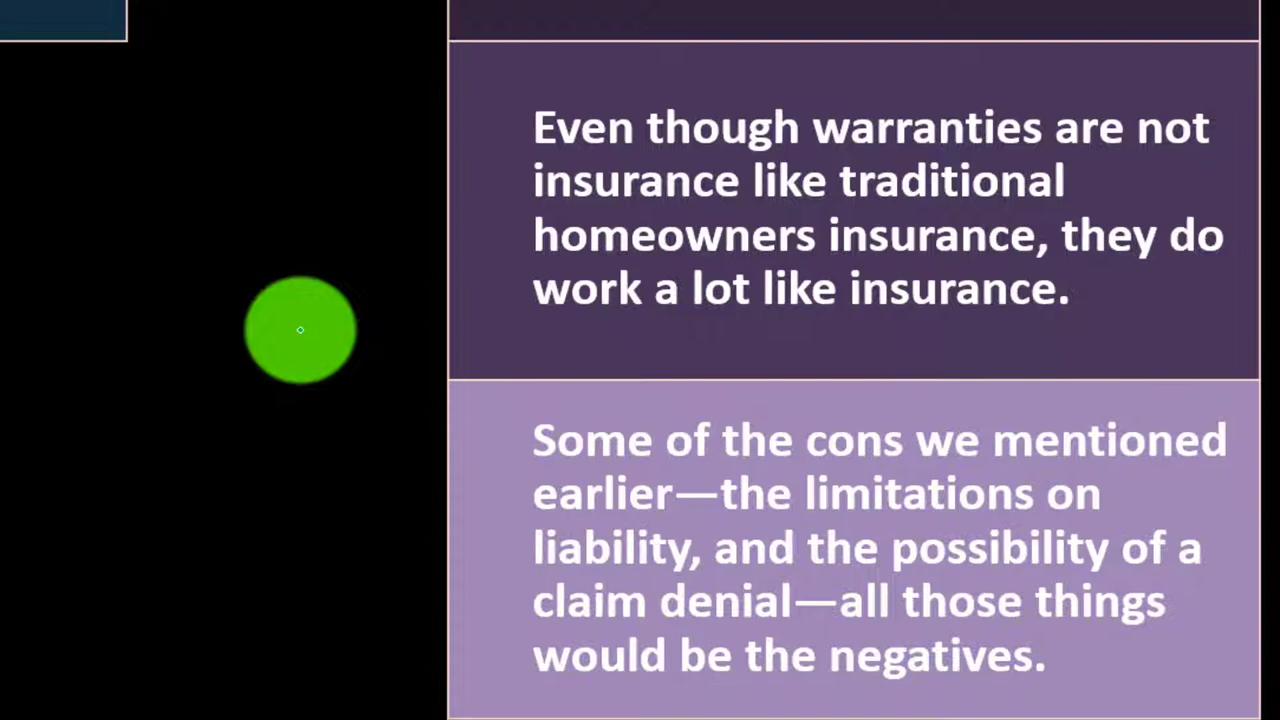 Even though warranties are not
insurance like traditional
homeowners insurance, they do
work a lot like insurance.
Some of the cons we mentioned
earlier—the limitations on
liability, and the possibility of a
claim denial—all those things
would be the negatives.